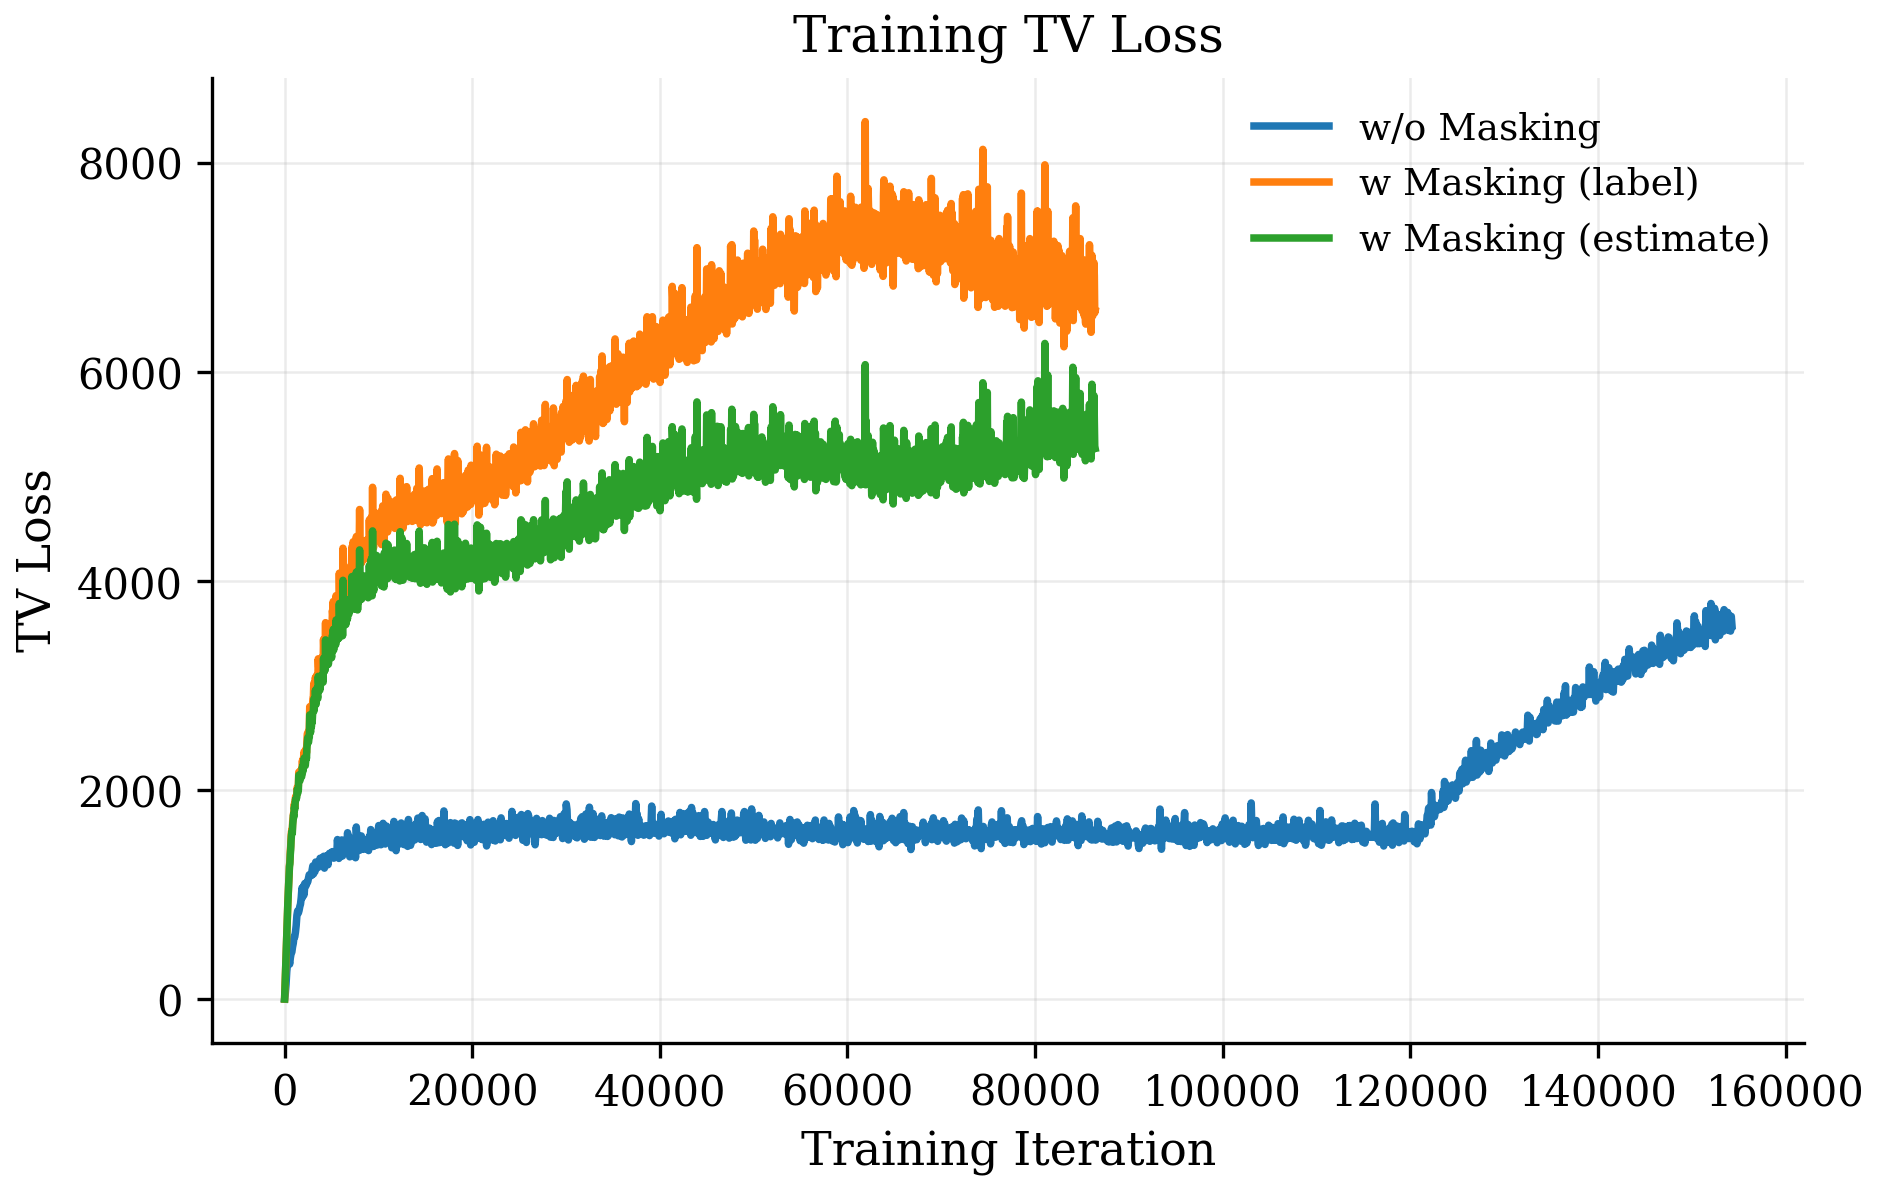 Training TV Loss
w/o Masking
w Masking (label)
w Masking (estimate)
8000
6000
4000
2000
0
TV Loss
0 20000 40000 60000 80000 100000 120000 140000 160000
Training Iteration